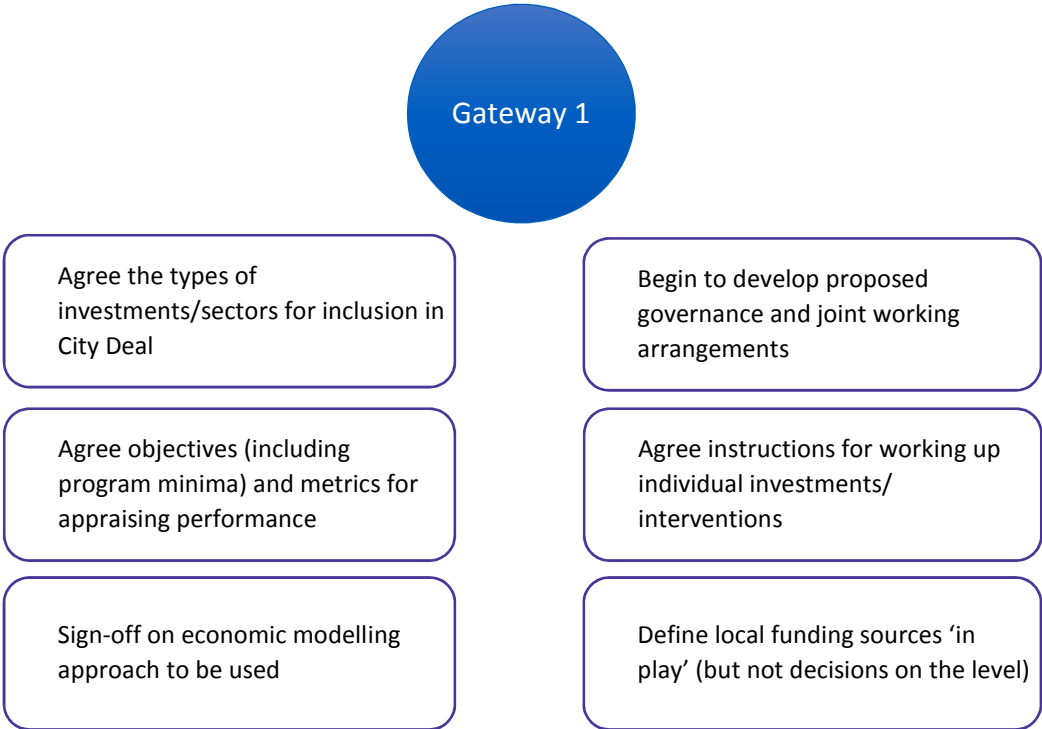 Gateway 1
Agree the types of
investments/sectors for inclusion in
City Deal
Begin to develop proposed
governance and joint working
arrangements
Agree objectives (including
program minima) and metrics for
appraising performance
Agree instructions for working up
individual investments/
interventions
Sign-off on economic modelling
approach to be used
Define local funding sources ‘in
play’ (but not decisions on the level)